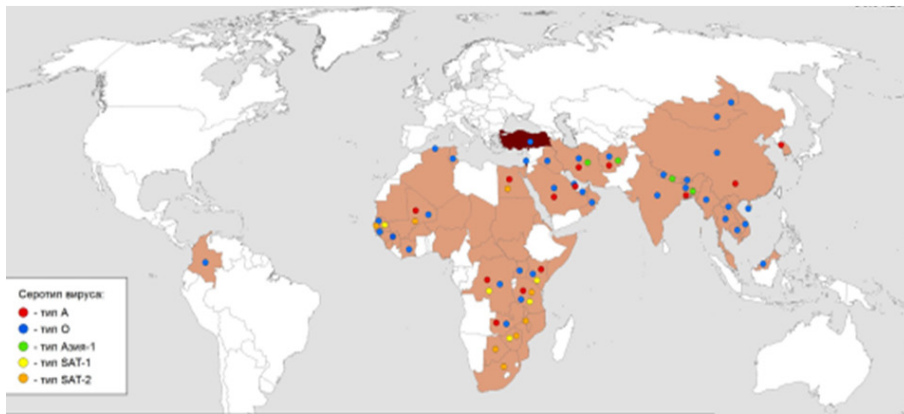 Серотип вируса:
- тип А
- тип О
- тип Азия-1
- тип SAT-1
- тип SAT-2